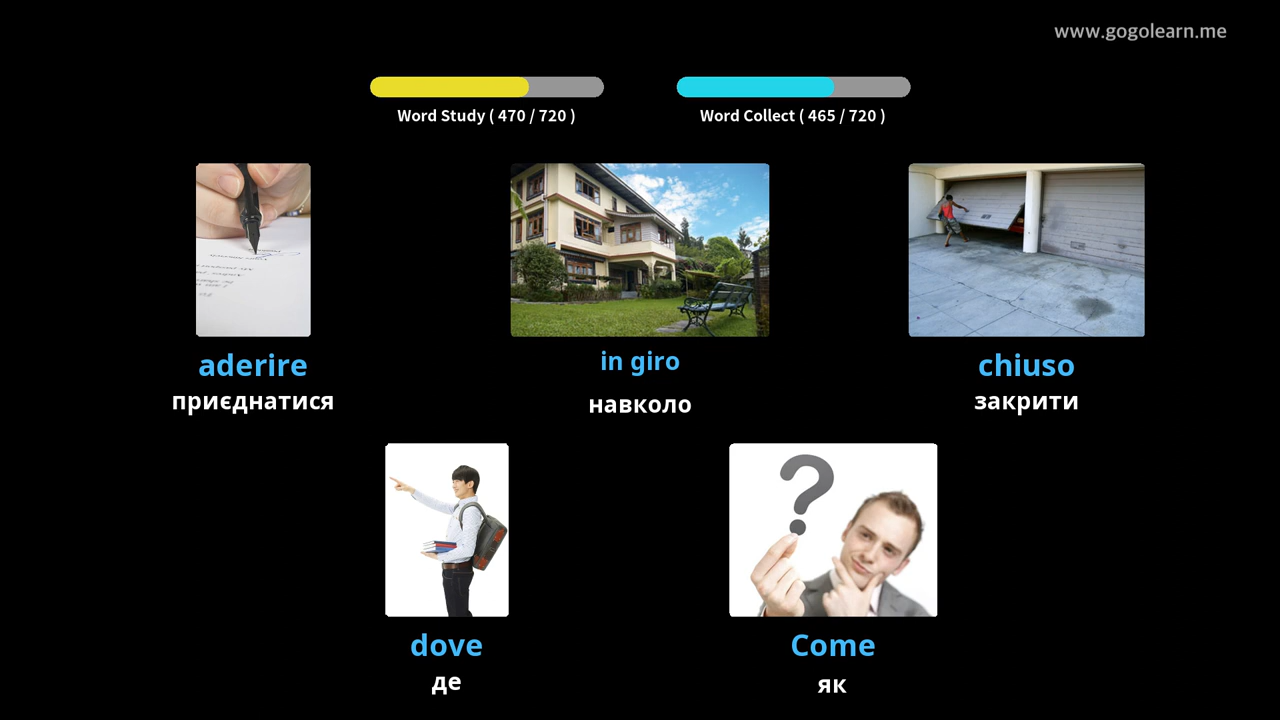 www.gogolearn.me
Word Study ( 470 / 720 )
Word Collect ( 465 / 720 )
aderire
приєднатися
in giro
навколо
chiuso
закрити
dove
де
Come
як